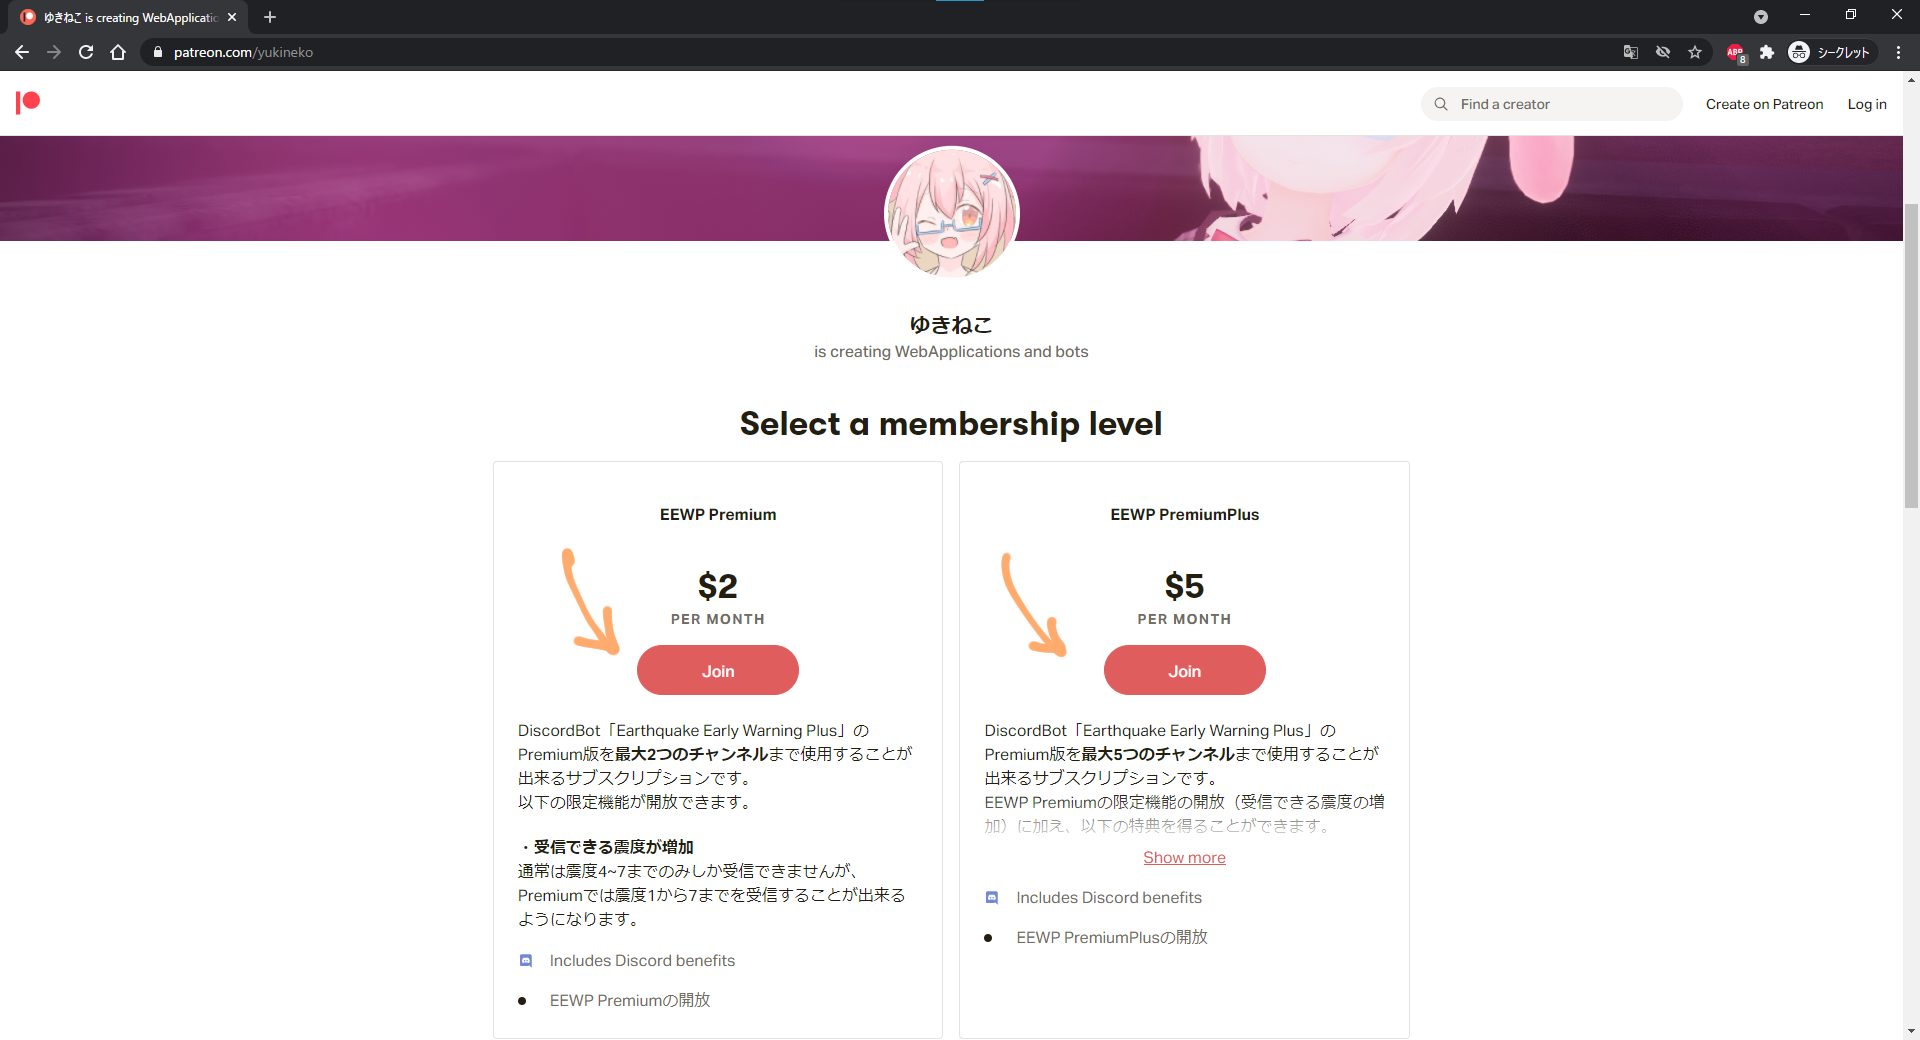 ゆきねこ is creating WebApplicatio
patreon.com/yukineko
ABP
8
シークレット
Find a creator
Create on Patreon
Log in
ゆきねこ
is creating WebApplications and bots
Select a membership level
EEWP Premium
$2
PER MONTH
Join
DiscordBot「Earthquake Early Warning Plus」の
Premium版を最大2つのチャンネルまで使用することが
出来るサブスクリプションです。
以下の限定機能が開放できます。
・受信できる震度が増加
通常は震度4~7までのみしか受信できませんが、
Premiumでは震度1から7までを受信することが出来る
ようになります。
Includes Discord benefits
● EEWP Premiumの開放
EEWP PremiumPlus
$5
PER MONTH
Join
DiscordBot「Earthquake Early Warning Plus」の
Premium版を最大5つのチャンネルまで使用することが
出来るサブスクリプションです。
EEWP Premiumの限定機能の開放（受信できる震度の増
加）に加え、以下の特典を得ることができます。
Show more
Includes Discord benefits
● EEWP PremiumPlusの開放